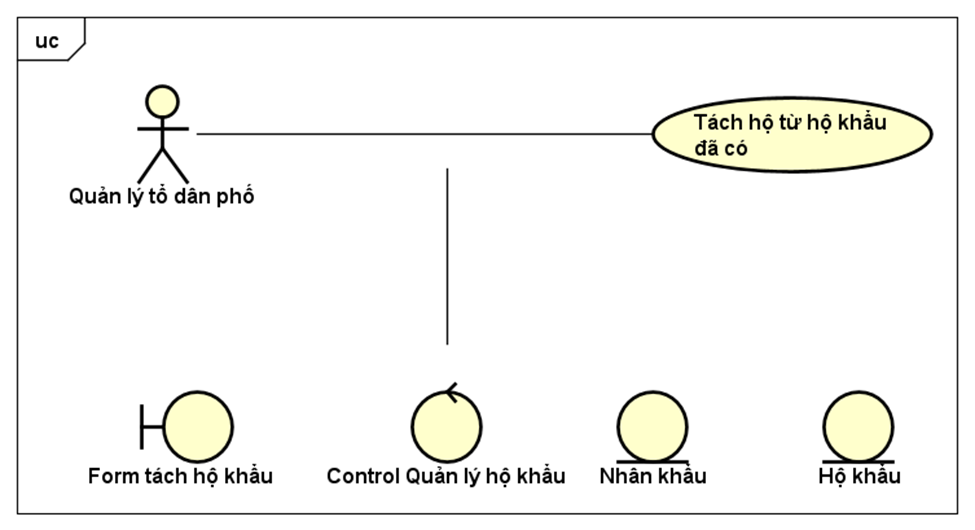 uc
Tách hộ từ hộ khẩu
đã có
Quản lý tổ dân phố
Form tách hộ khẩu
Control Quản lý hộ khẩu
Nhân khẩu
Hộ khẩu